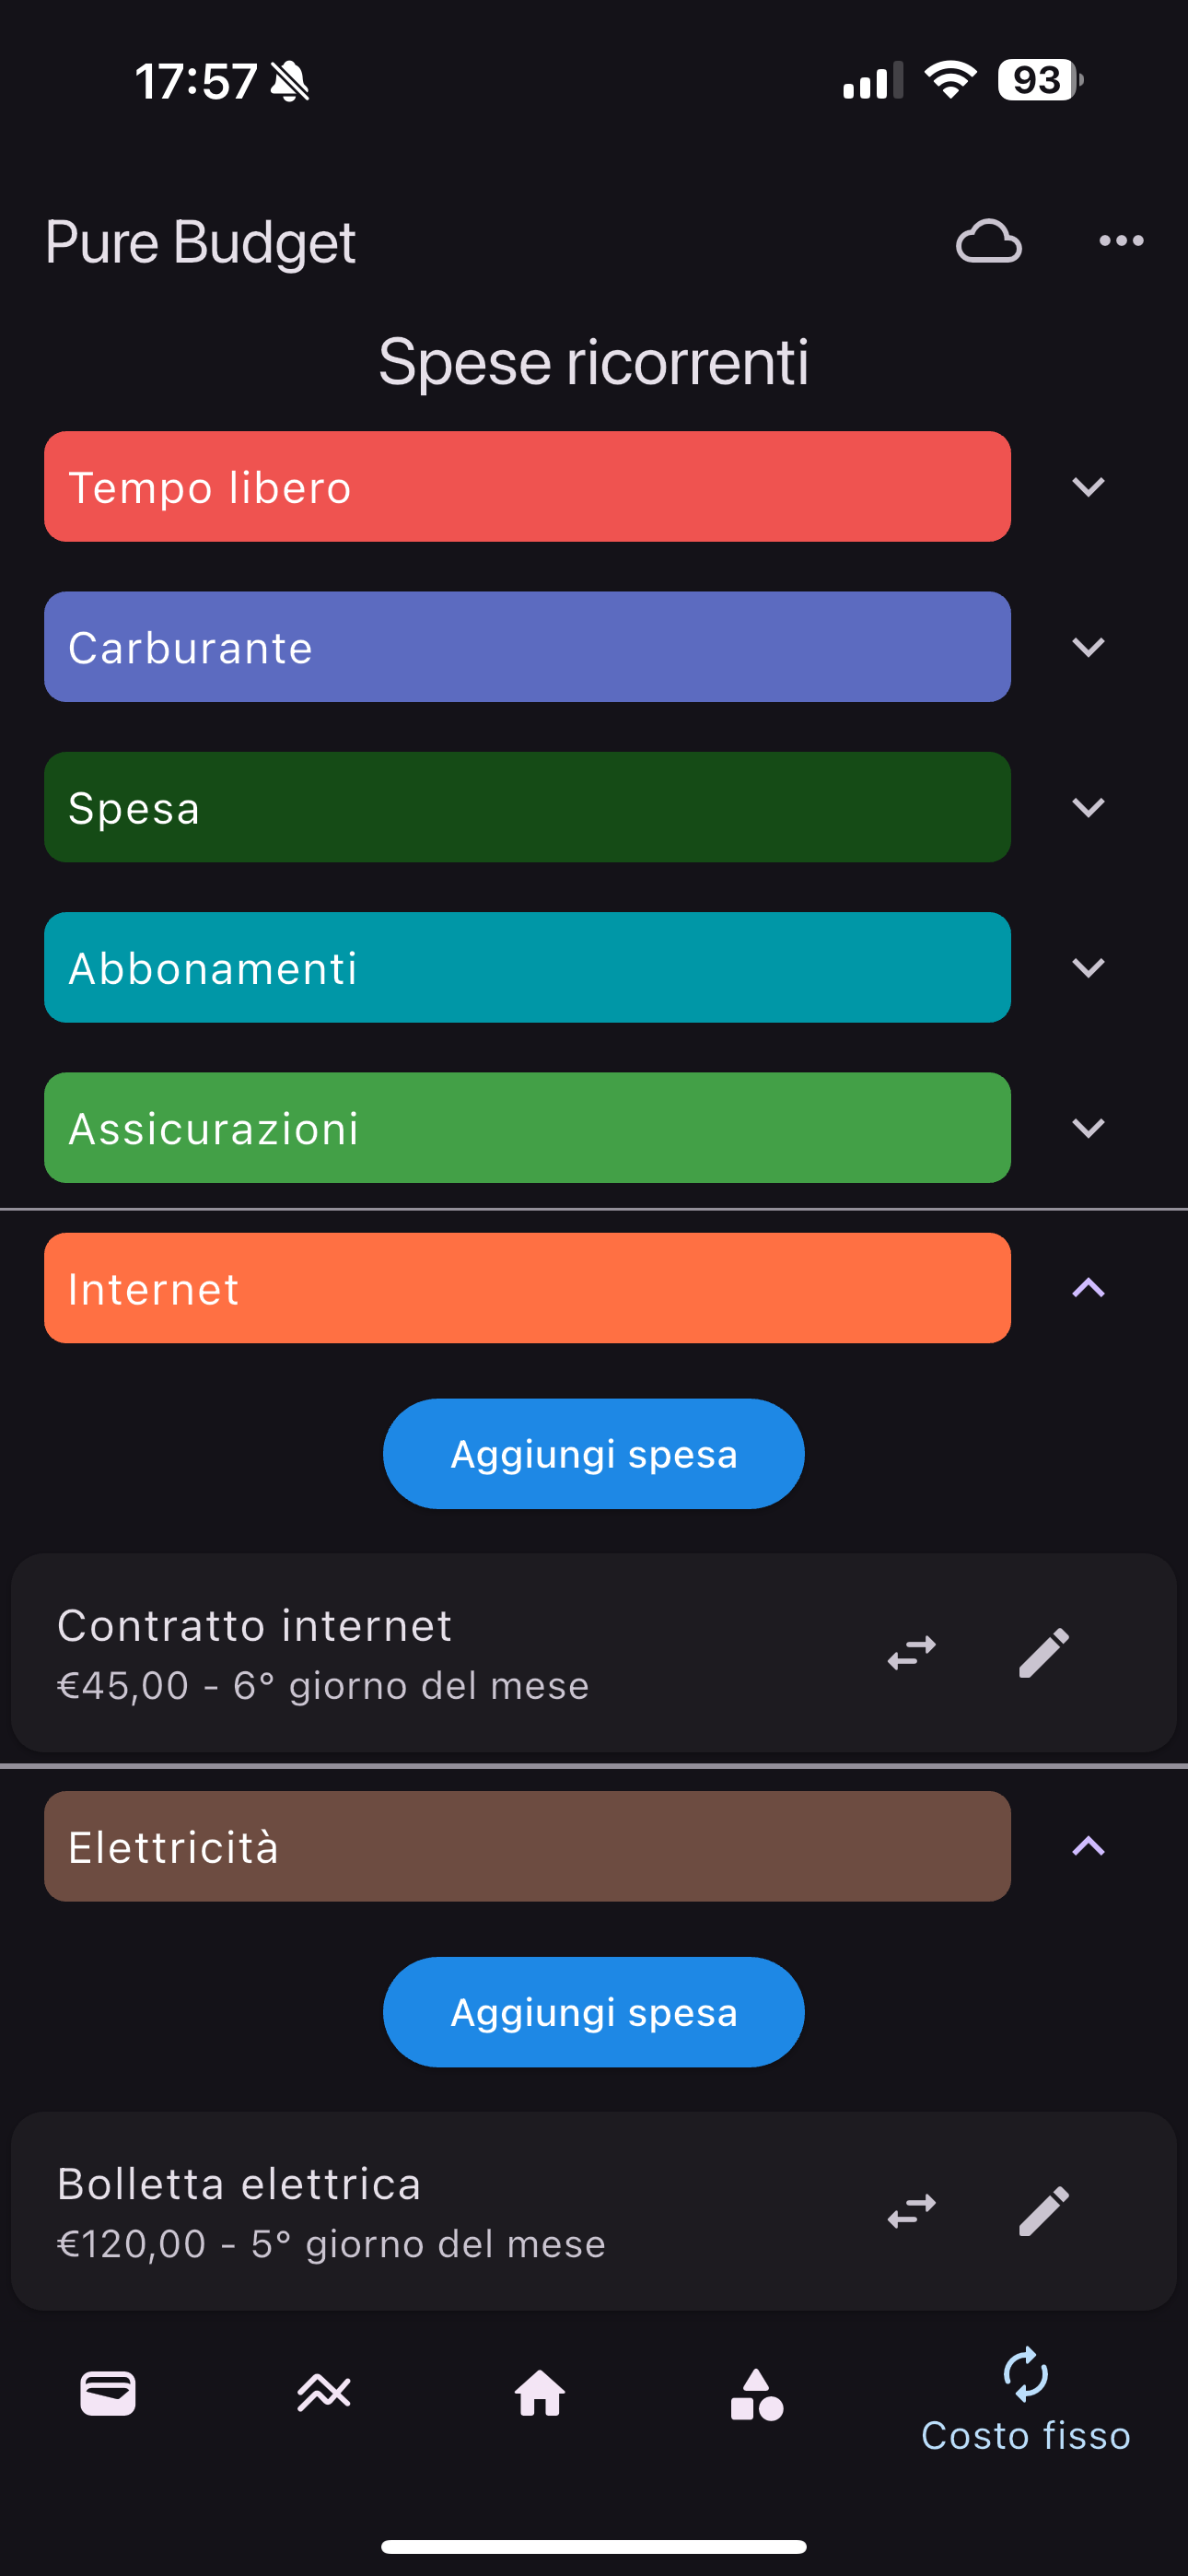 17:57
93
Pure Budget
Spese ricorrenti
Tempo libero
Carburante
Spesa
Abbonamenti
Assicurazioni
Internet
Aggiungi spesa
Contratto internet
€45,00 - 6° giorno del mese
Elettricità
Aggiungi spesa
Bolletta elettrica
€120,00 - 5° giorno del mese
Costo fisso